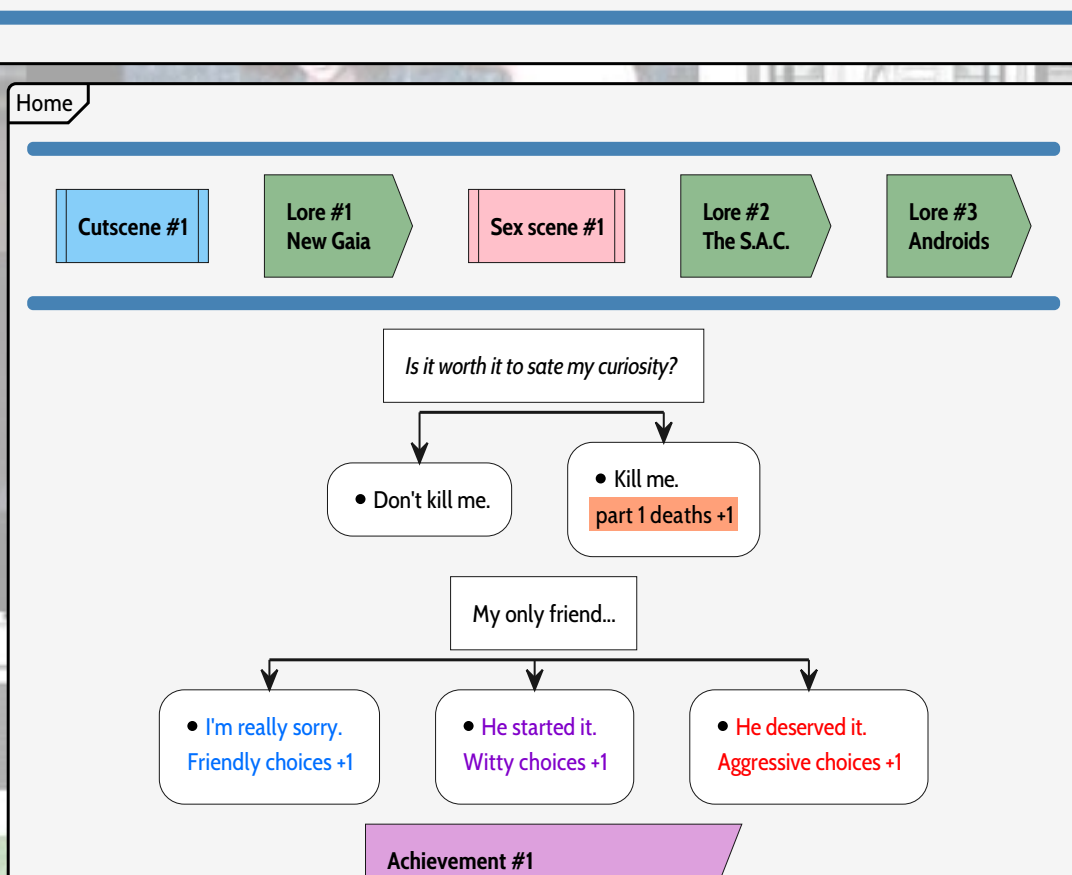 Home
Cutscene #1
Lore #1
New Gaia
Sex scene #1
Lore #2
The S.A.C.
Lore #3
Androids
Is it worth it to sate my curiosity?
• Don't kill me.
• Kill me.
part 1 deaths +1
My only friend...
• I'm really sorry.
Friendly choices +1
• He started it.
Witty choices +1
• He deserved it.
Aggressive choices +1
Achievement #1